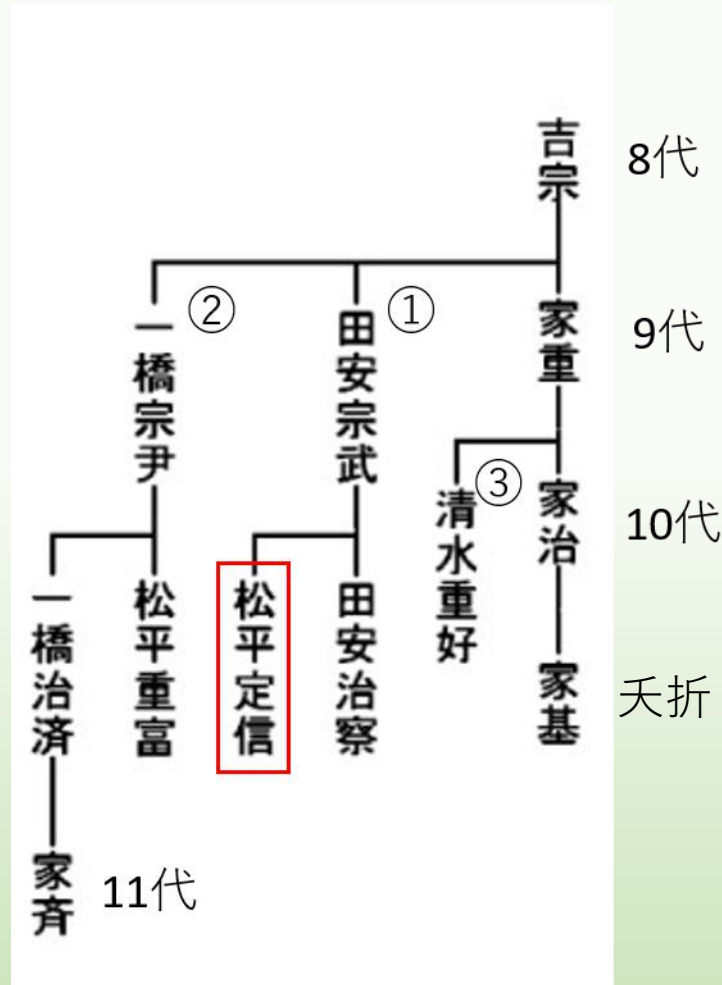 吉宗
8代
家重
9代
田安宗武
①
一橋宗尹
②
家治
10代
清水重好
③
家基
夭折
田安治察
松平定信
松平重富
一橋治済
家斉
11代